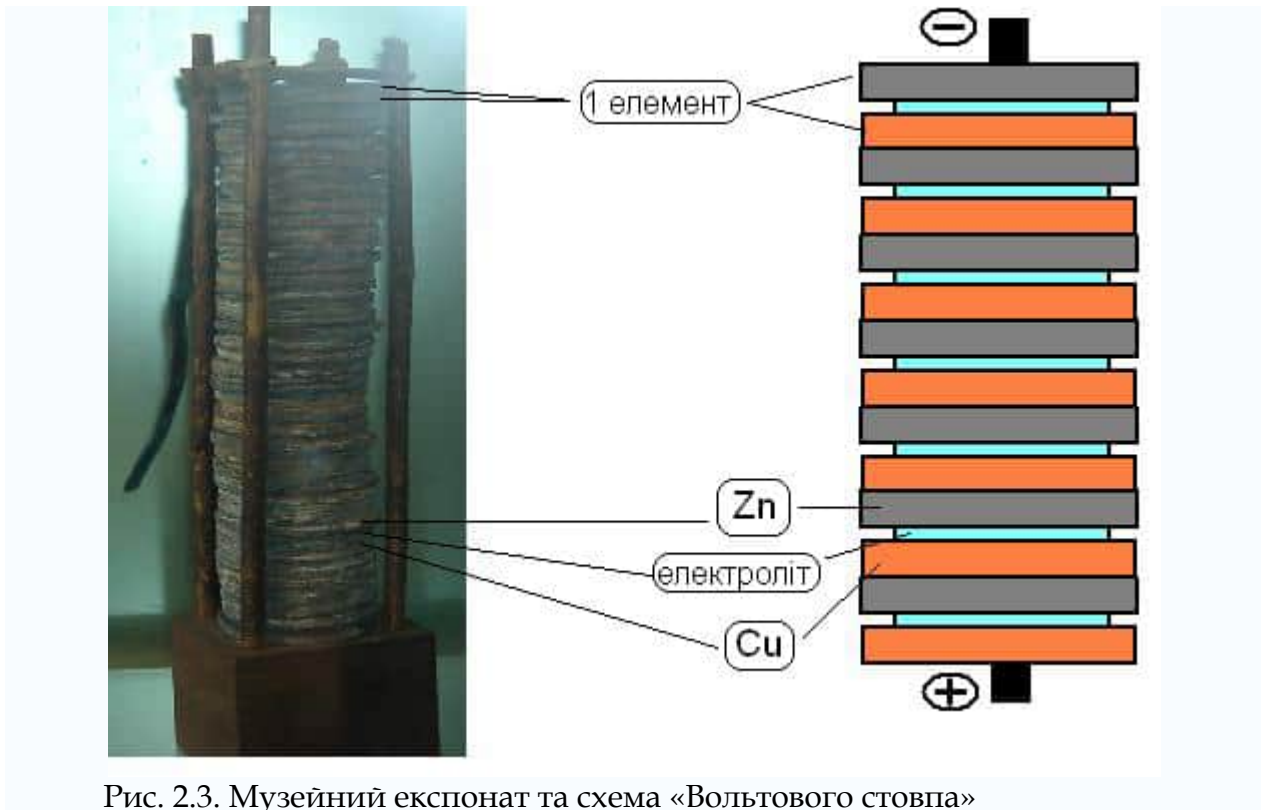 −
1 елемент
Zn
електроліт
Cu
+
Рис. 2.3. Музейний експонат та схема «Вольтового стовпа»